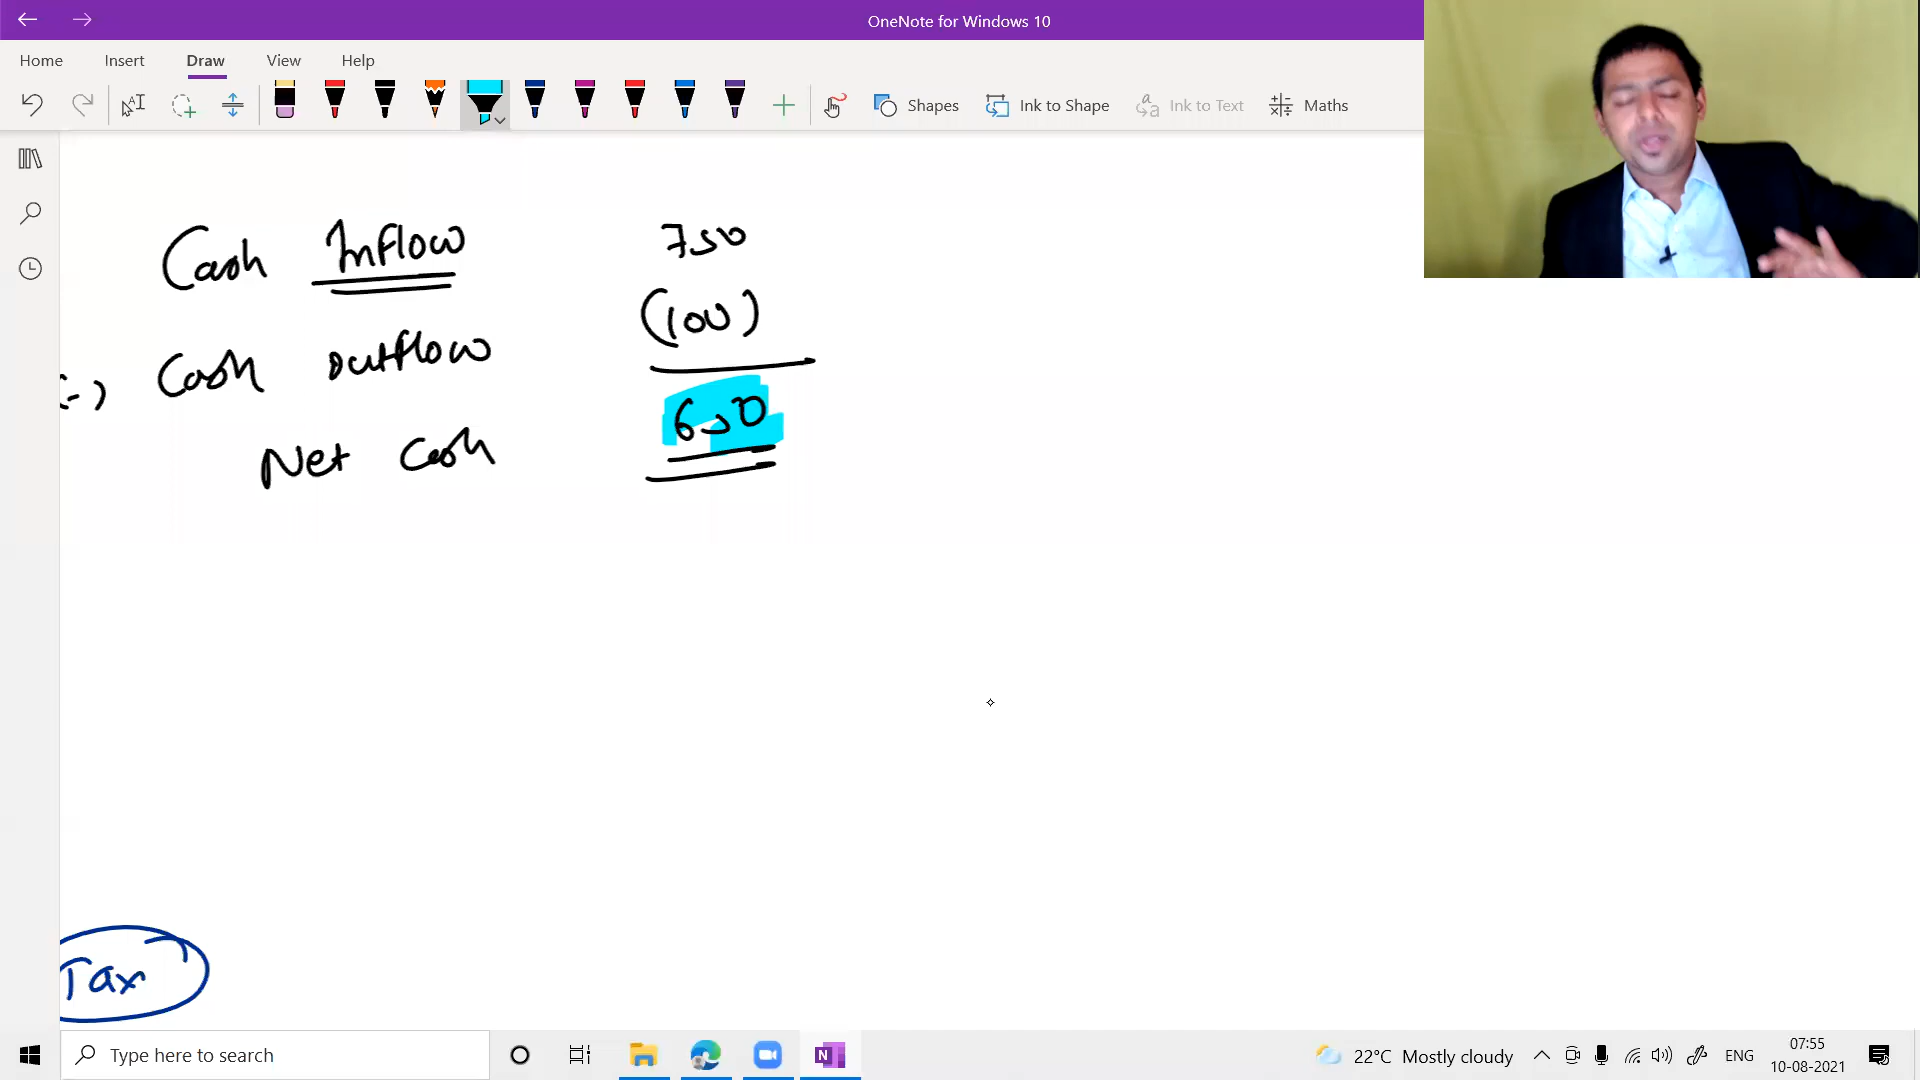 OneNote for Windows 10
Home Insert Draw View Help
Shapes Ink to Shape Ink to Text Maths
Cash Inflow 750
(-) Cash outflow (100)
Net Cash 650
Tax
Type here to search
22°C Mostly cloudy ENG 07:55
10-08-2021